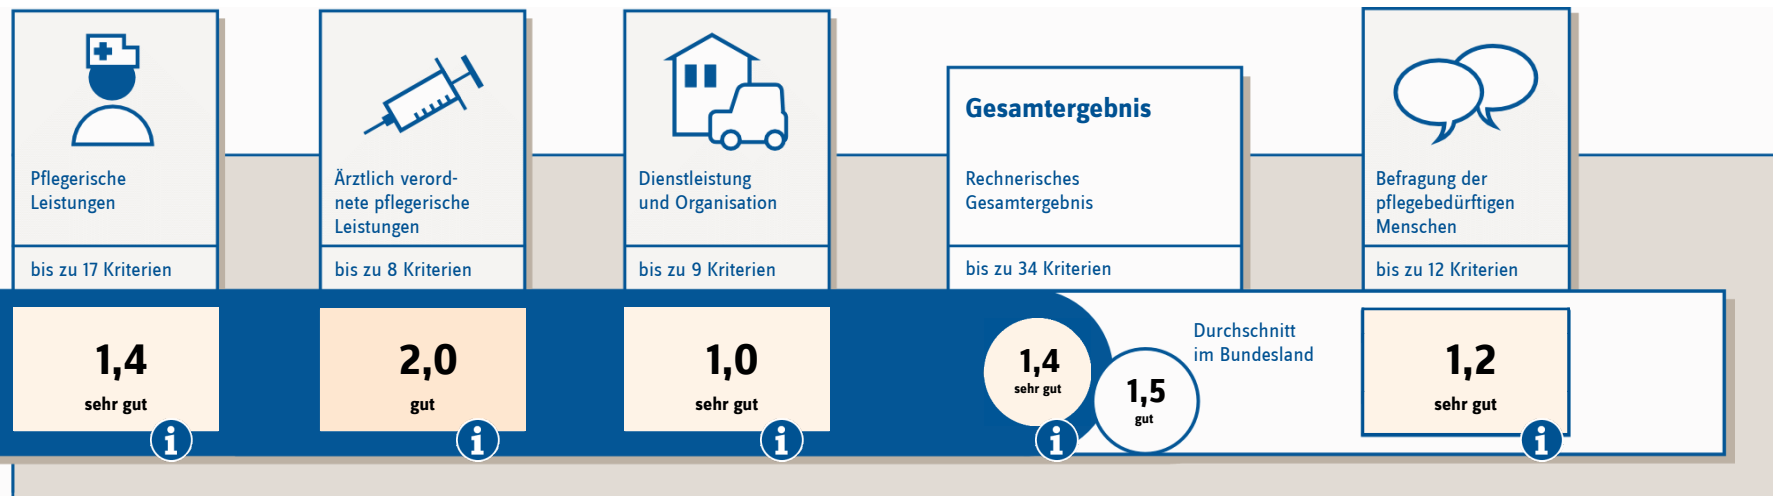 Pflegerische
Leistungen
bis zu 17 Kriterien
1,4
sehr gut
i
Ärztlich verord-
nete pflegerische
Leistungen
bis zu 8 Kriterien
2,0
gut
i
Dienstleistung
und Organisation
bis zu 9 Kriterien
1,0
sehr gut
i
Gesamtergebnis
Rechnerisches
Gesamtergebnis
bis zu 34 Kriterien
1,4
sehr gut
i
1,5
gut
Durchschnitt
im Bundesland
Befragung der
pflegebedürftigen
Menschen
bis zu 12 Kriterien
1,2
sehr gut
i